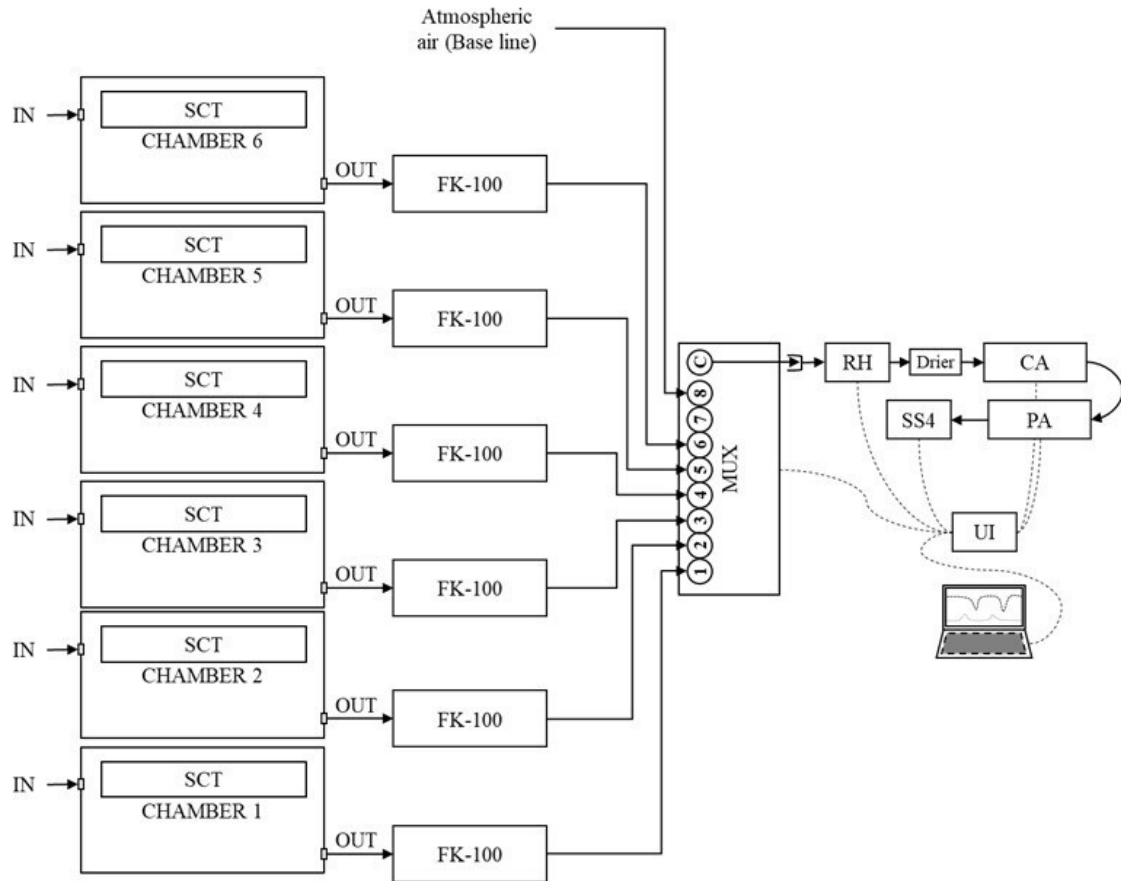 Atmospheric
air (Base line)
IN
SCT
CHAMBER 6
OUT
FK-100
IN
SCT
CHAMBER 5
OUT
FK-100
IN
SCT
CHAMBER 4
OUT
FK-100
IN
SCT
CHAMBER 3
OUT
FK-100
IN
SCT
CHAMBER 2
OUT
FK-100
IN
SCT
CHAMBER 1
OUT
FK-100
C
8
7
6
5
4
3
2
1
MUX
RH
Drier
CA
SS4
PA
UI